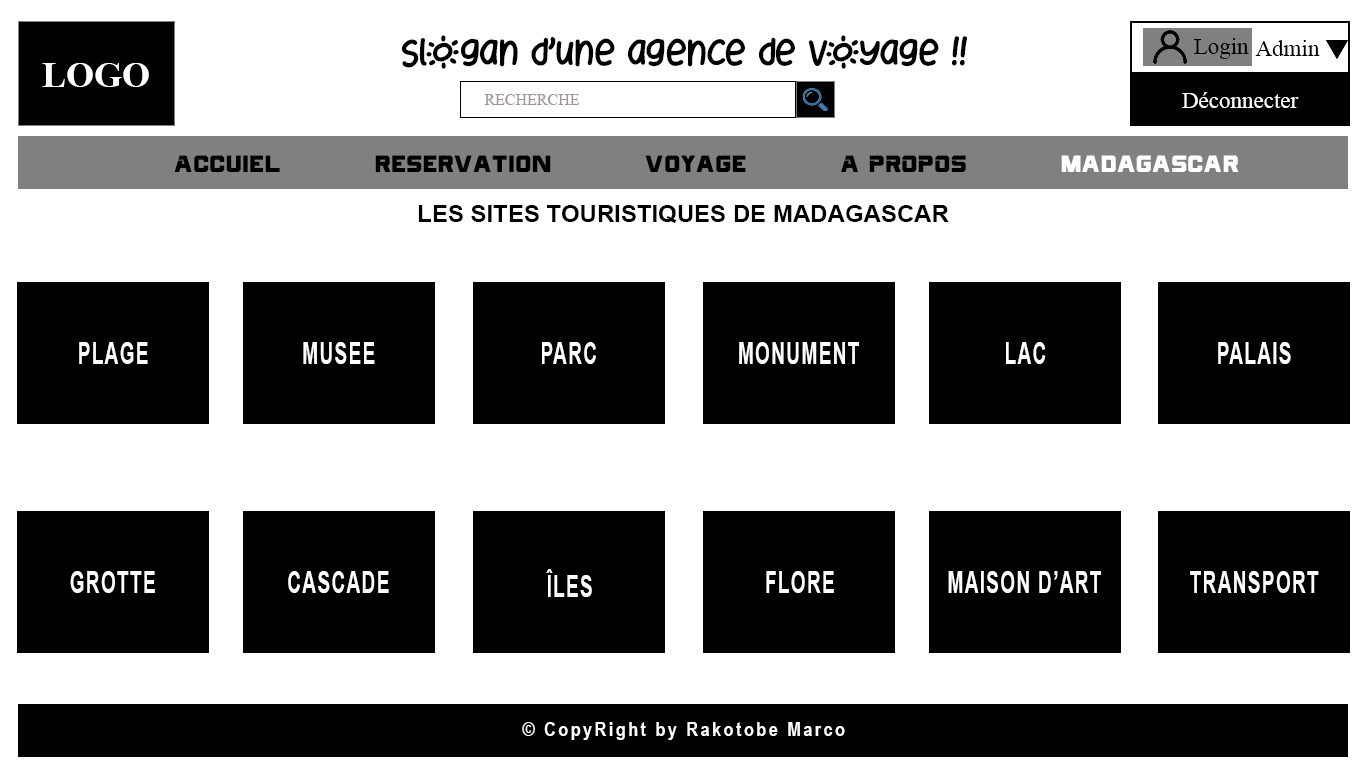 LOGO
slogan d'une agence de voyage !!
RECHERCHE
Login Admin
Déconnecter
ACCUIEL RESERVATION VOYAGE A PROPOS MADAGASCAR
LES SITES TOURISTIQUES DE MADAGASCAR
PLAGE MUSEE PARC MONUMENT LAC PALAIS
GROTTE CASCADE ÎLES FLORE MAISON D’ART TRANSPORT
© CopyRight by Rakotobe Marco